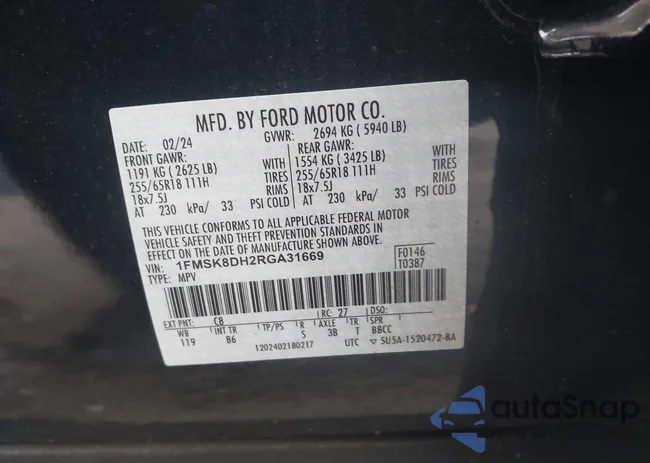 MFD. BY FORD MOTOR CO.
DATE: 02/24 GVWR: 2694 KG ( 5940 LB)
FRONT GAWR: REAR GAWR:
1191 KG ( 2625 LB) WITH 1554 KG ( 3425 LB) WITH
255/65R18 111H TIRES 255/65R18 111H TIRES
18x7.5J RIMS 18x7.5J RIMS
AT 230 kPa/ 33 PSI COLD AT 230 kPa/ 33 PSI COLD
THIS VEHICLE CONFORMS TO ALL APPLICABLE FEDERAL MOTOR
VEHICLE SAFETY AND THEFT PREVENTION STANDARDS IN
EFFECT ON THE DATE OF MANUFACTURE SHOWN ABOVE.
VIN: 1FMSK8DH2RGA31669 F0146
TYPE: MPV T0387
EXT PNT: C8 RC: 27 DSO:
WB INT TR TP/PS R AXLE TR SPR
119 B6 S 3B T BBCC
1202402180217 UTC ▽ SU5A-1520472-BA
autoSnap